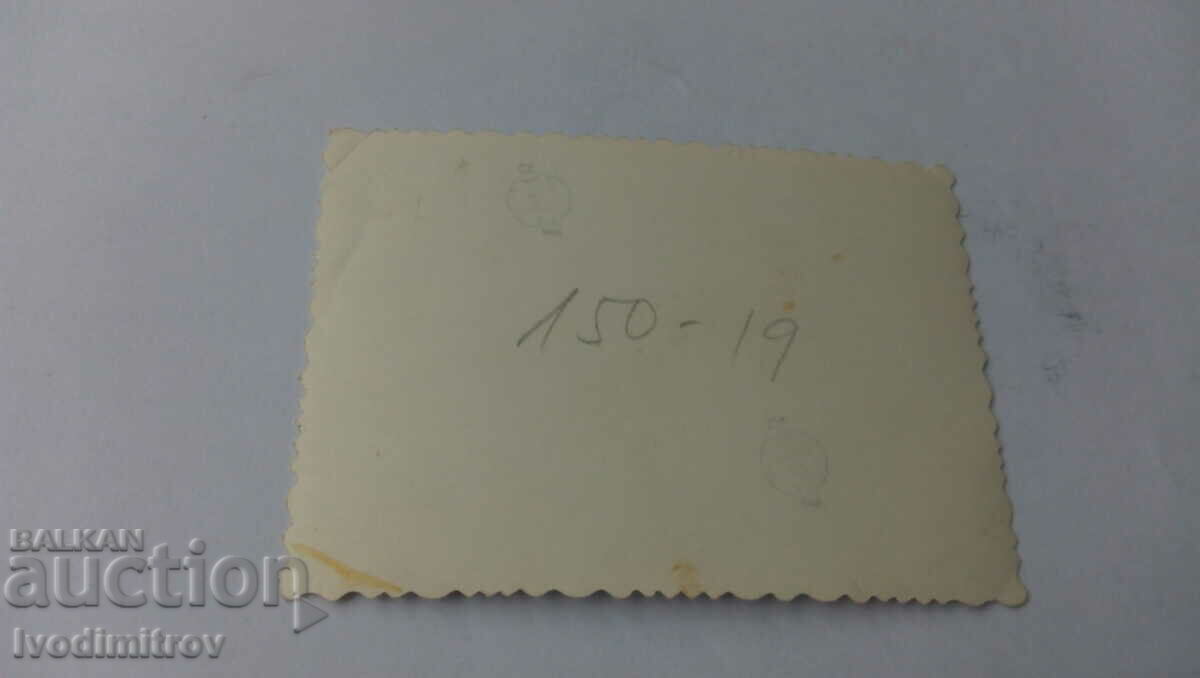 150-19
BALKAN
auction
Ivodimitrov